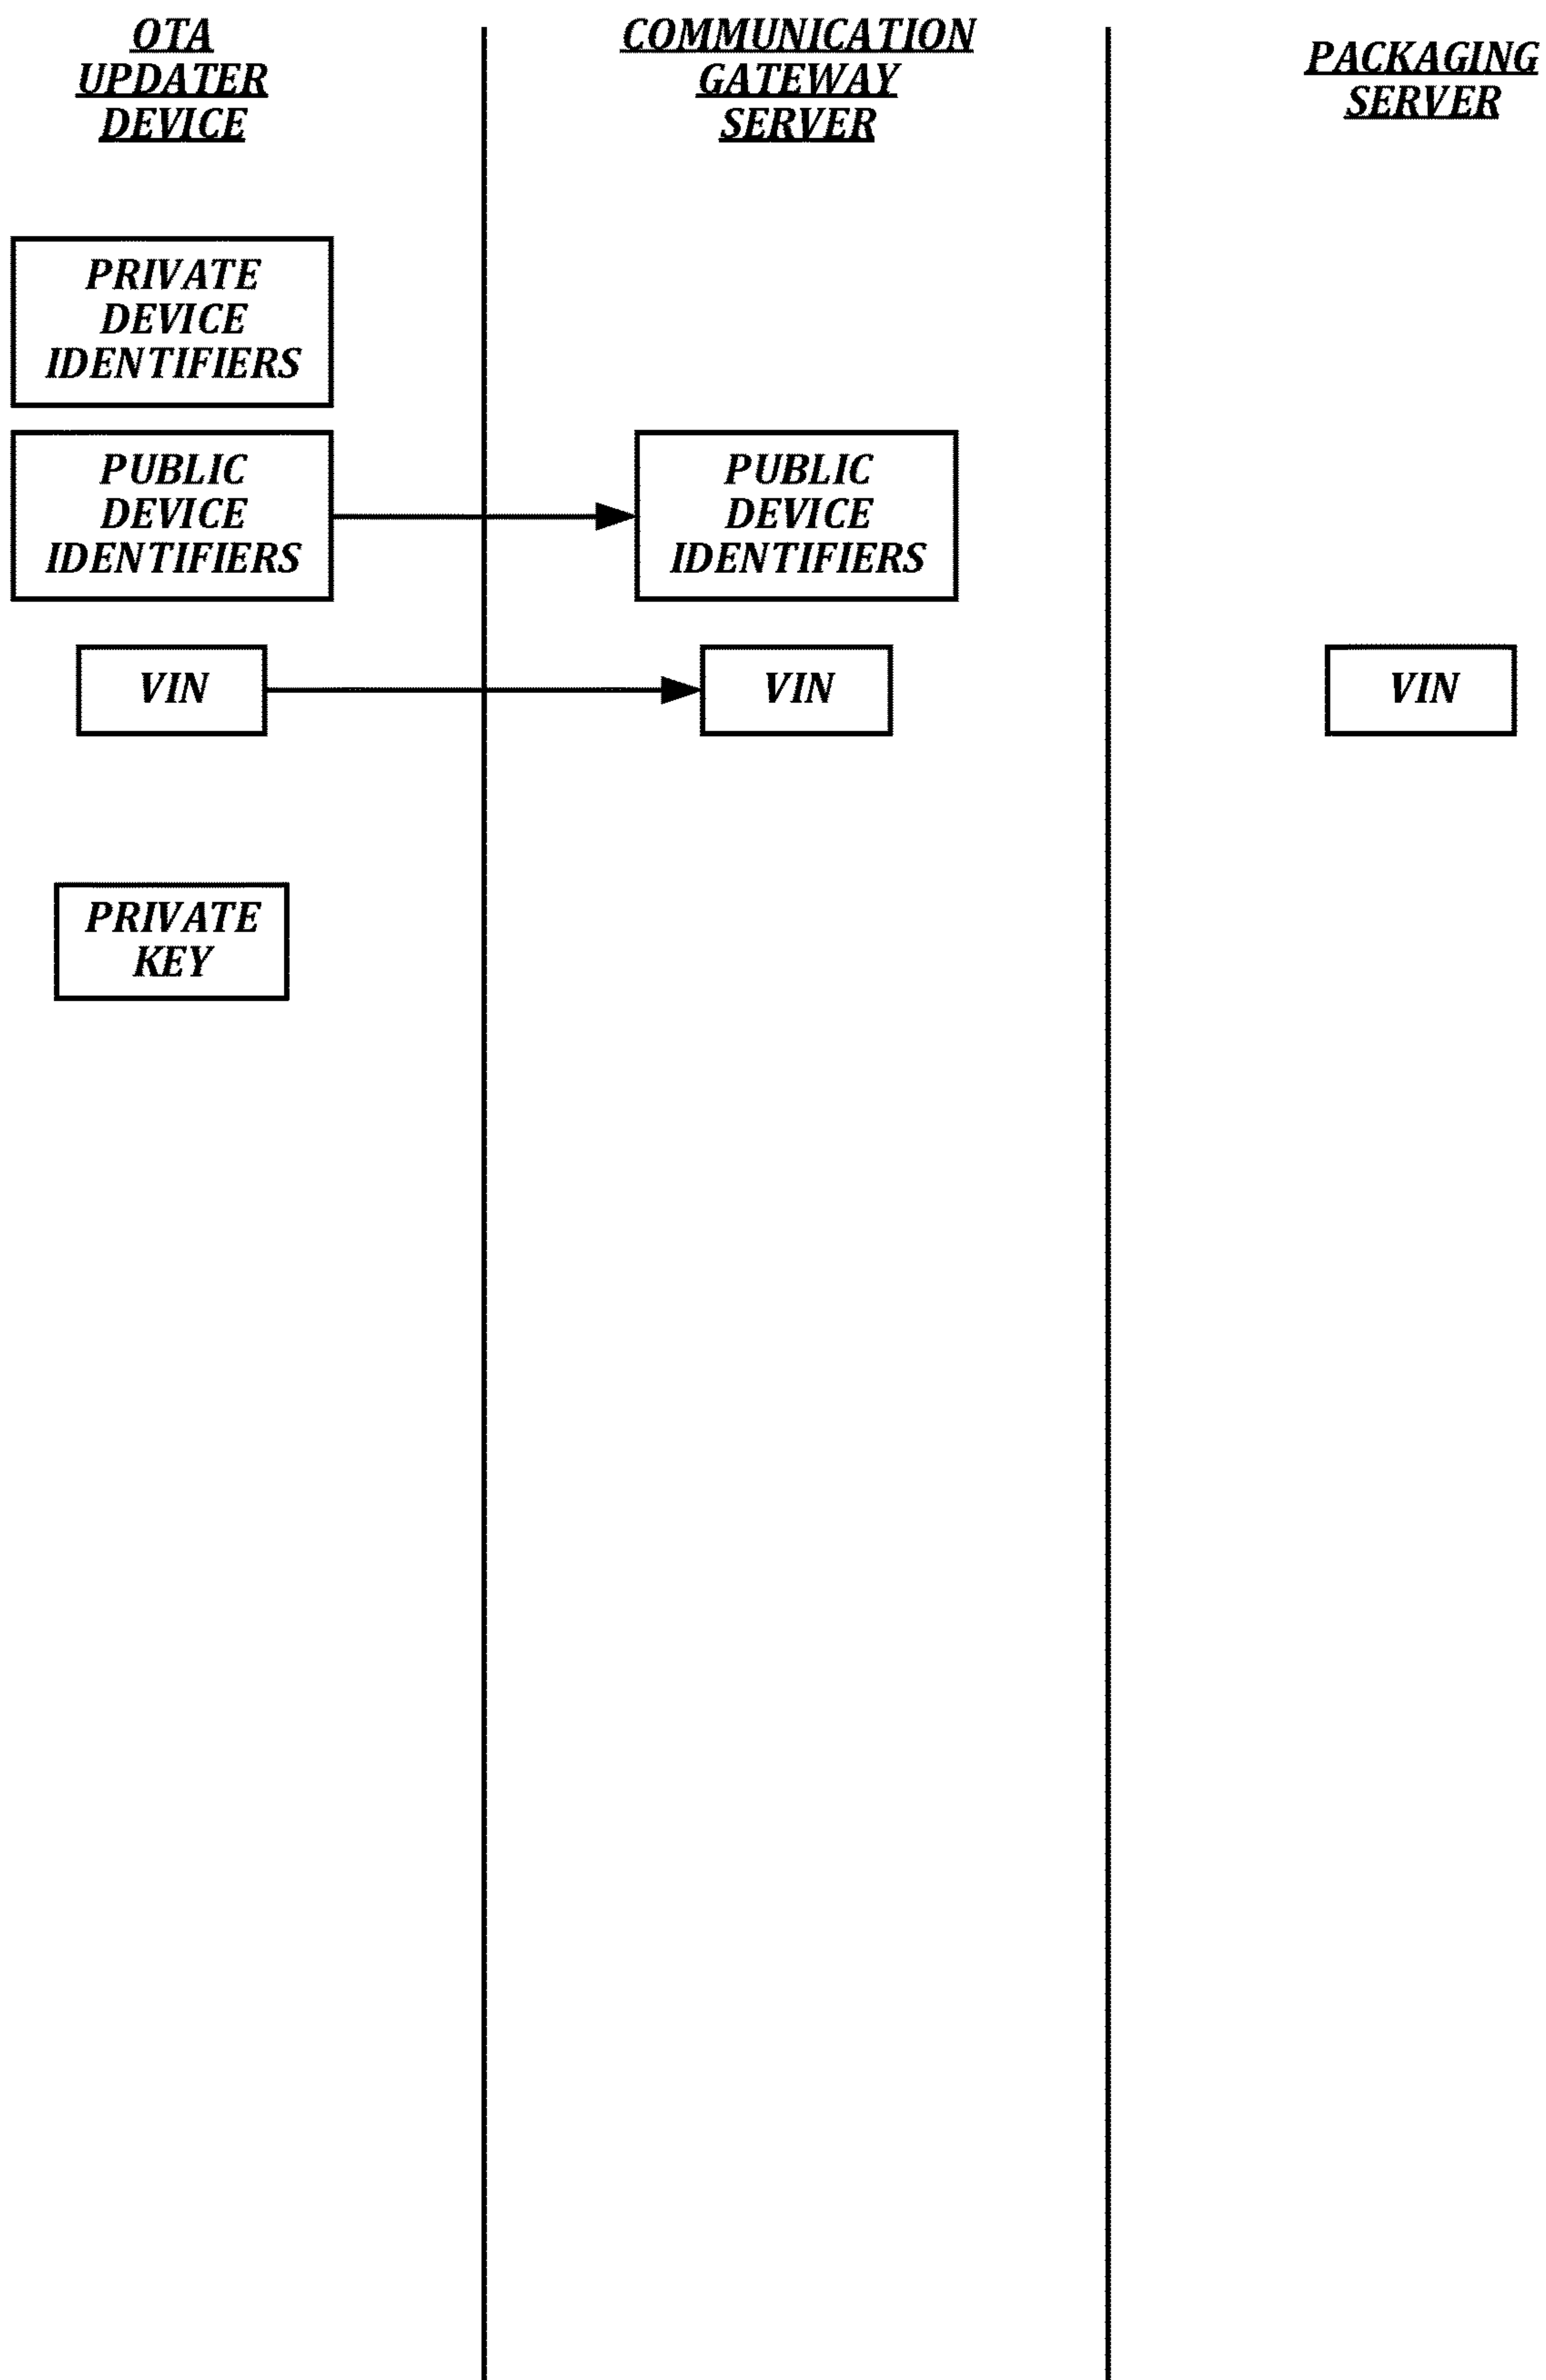 OTA
UPDATER
DEVICE
COMMUNICATION
GATEWAY
SERVER
PACKAGING
SERVER
PRIVATE
DEVICE
IDENTIFIERS
PUBLIC
DEVICE
IDENTIFIERS
PUBLIC
DEVICE
IDENTIFIERS
VIN
VIN
VIN
PRIVATE
KEY